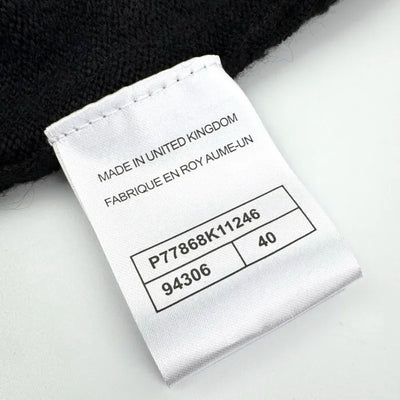 MADE IN UNITED KINGDOM
FABRIQUE EN ROY AUME-UN
P77868K11246
94306 40